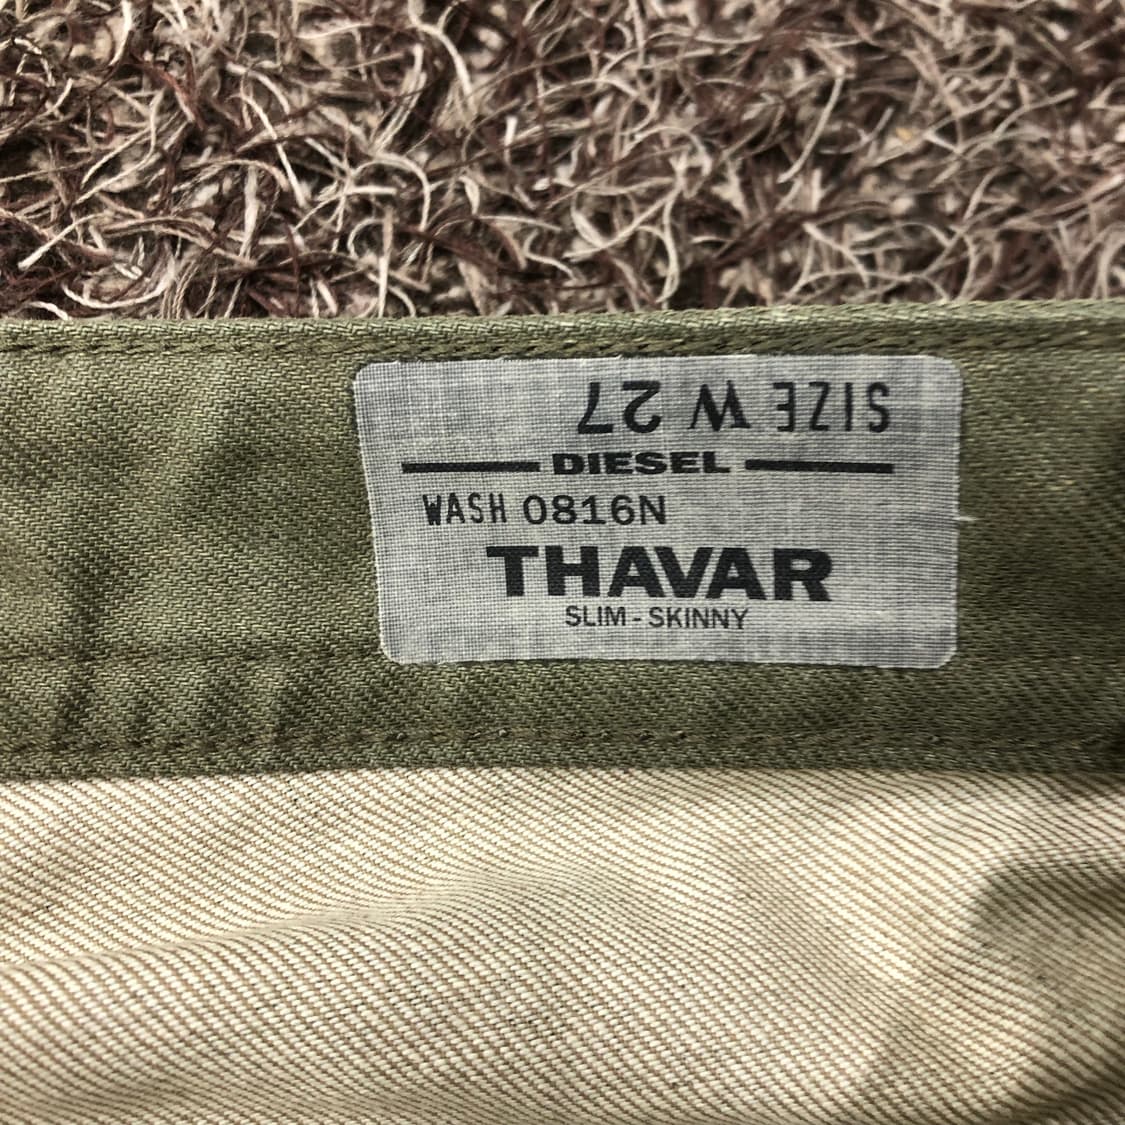 SIZE W 27
DIESEL
WASH 0816N
THAVAR
SLIM - SKINNY